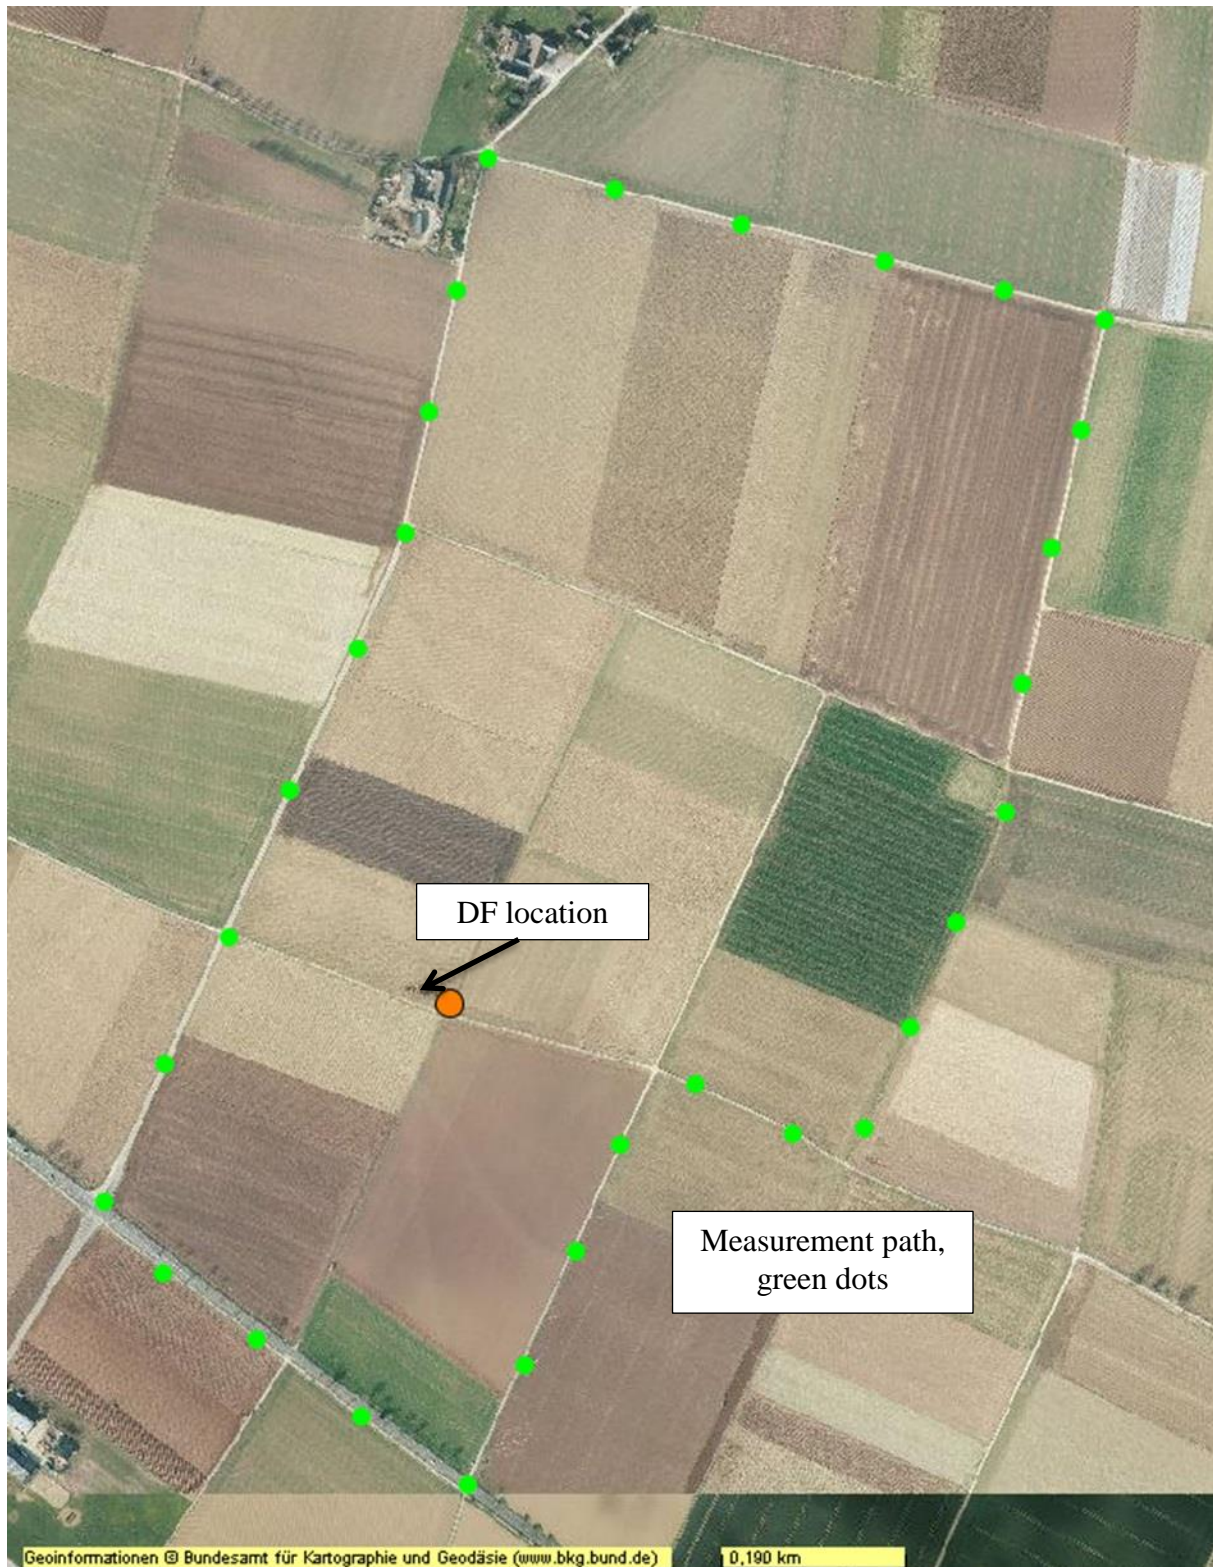 DF location
Measurement path,
green dots
Geoinformationen © Bundesamt für Kartographie und Geodäsie (www.bkg.bund.de)
0,190 km